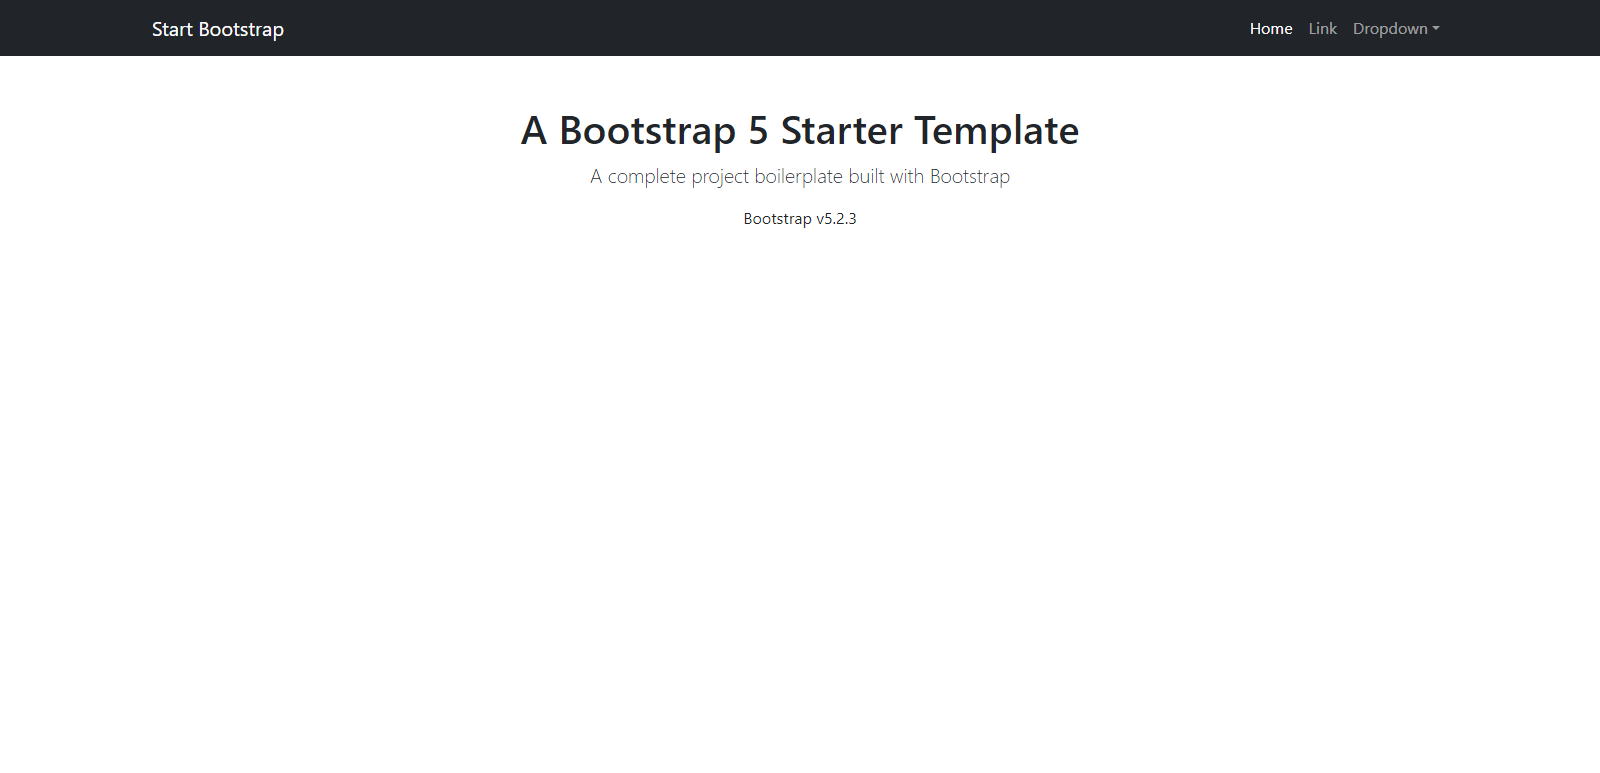 Start Bootstrap
Home Link Dropdown
A Bootstrap 5 Starter Template
A complete project boilerplate built with Bootstrap
Bootstrap v5.2.3